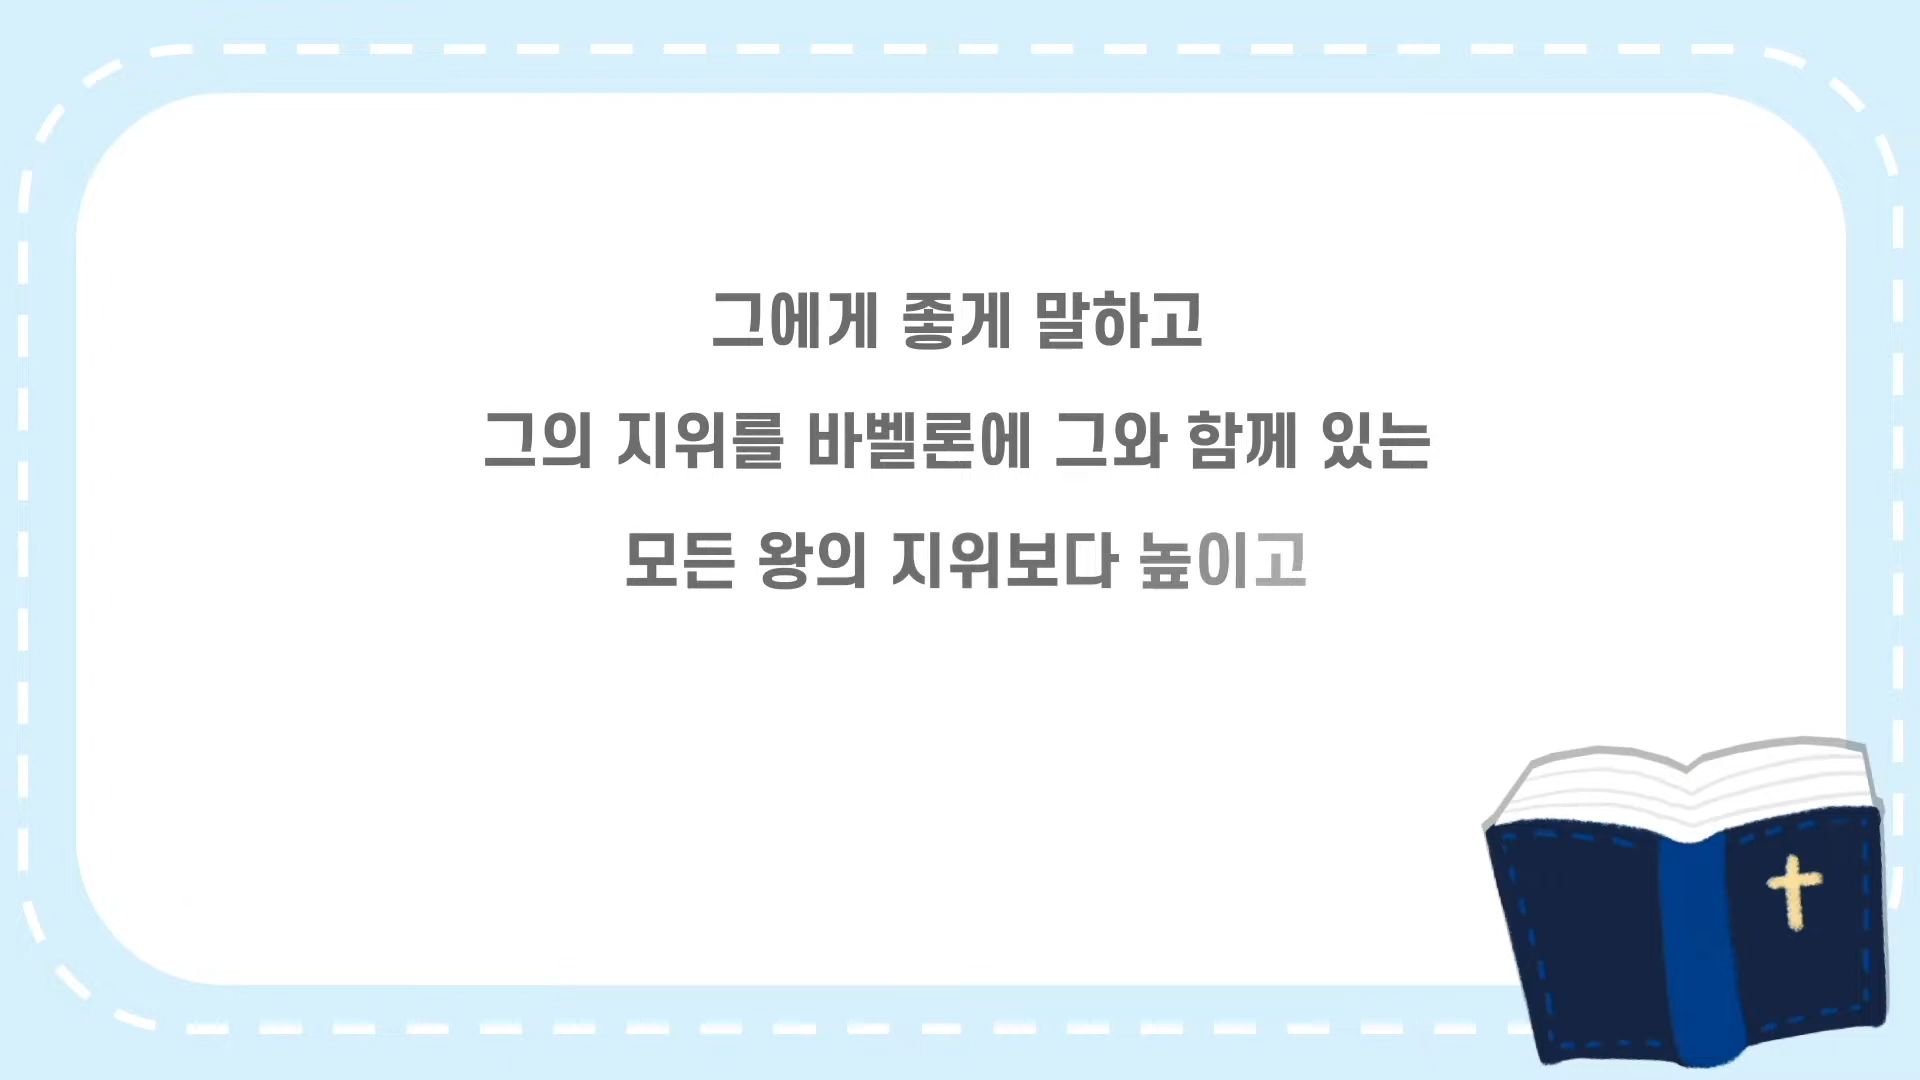 그에게 좋게 말하고
그의 지위를 바벨론에 그와 함께 있는
모든 왕의 지위보다 높이고